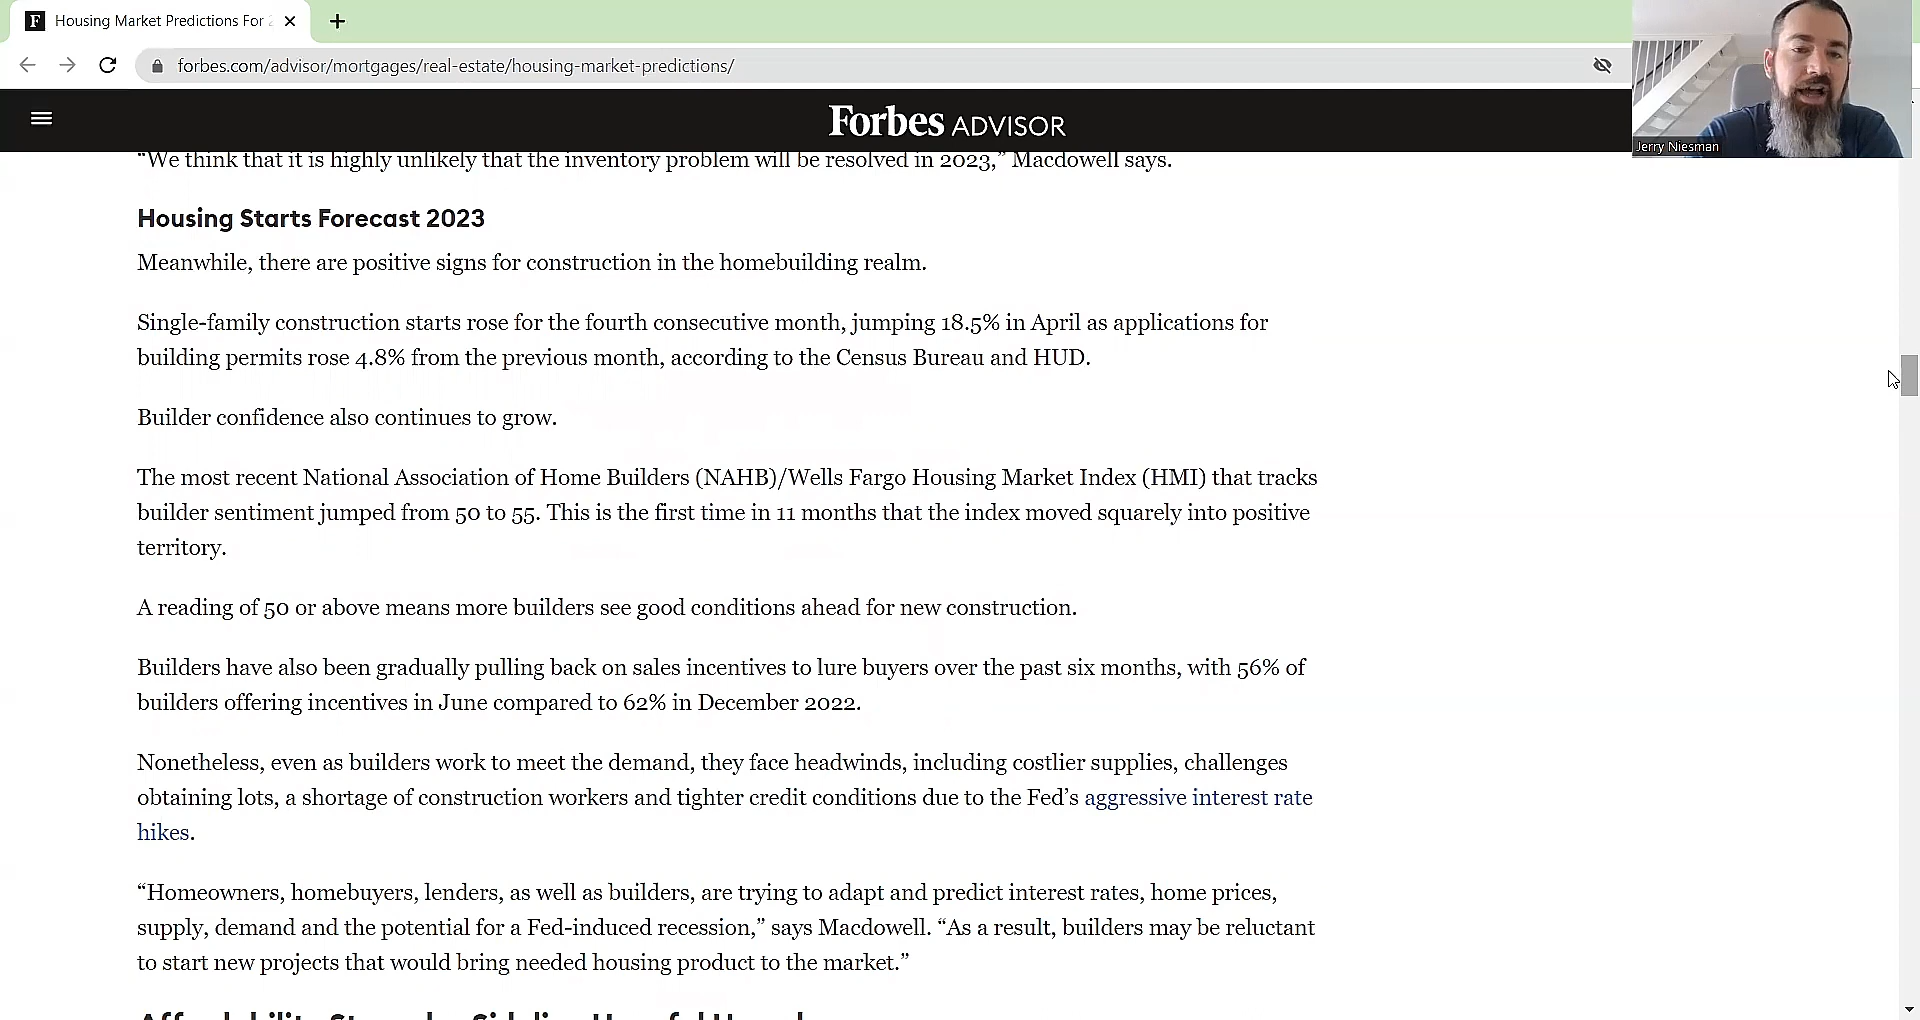 F Housing Market Predictions For 2
forbes.com/advisor/mortgages/real-estate/housing-market-predictions/
Forbes ADVISOR
Jerry Niesman
“We think that it is highly unlikely that the inventory problem will be resolved in 2023,” Macdowell says.
Housing Starts Forecast 2023
Meanwhile, there are positive signs for construction in the homebuilding realm.
Single-family construction starts rose for the fourth consecutive month, jumping 18.5% in April as applications for
building permits rose 4.8% from the previous month, according to the Census Bureau and HUD.
Builder confidence also continues to grow.
The most recent National Association of Home Builders (NAHB)/Wells Fargo Housing Market Index (HMI) that tracks
builder sentiment jumped from 50 to 55. This is the first time in 11 months that the index moved squarely into positive
territory.
A reading of 50 or above means more builders see good conditions ahead for new construction.
Builders have also been gradually pulling back on sales incentives to lure buyers over the past six months, with 56% of
builders offering incentives in June compared to 62% in December 2022.
Nonetheless, even as builders work to meet the demand, they face headwinds, including costlier supplies, challenges
obtaining lots, a shortage of construction workers and tighter credit conditions due to the Fed’s aggressive interest rate
hikes.
“Homeowners, homebuyers, lenders, as well as builders, are trying to adapt and predict interest rates, home prices,
supply, demand and the potential for a Fed-induced recession,” says Macdowell. “As a result, builders may be reluctant
to start new projects that would bring needed housing product to the market.”